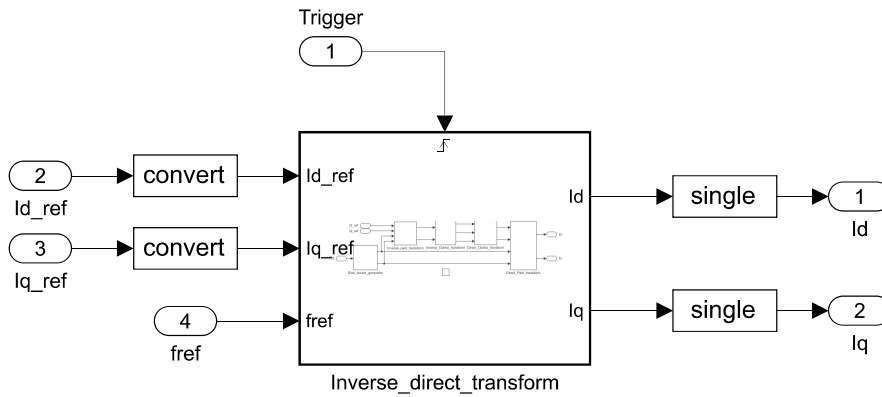 Trigger
1
2
convert
Id_ref
Id_ref
Id
single
1
Id
3
convert
Iq_ref
Iq_ref
4
fref
fref
Iq
single
2
Iq
Inverse_direct_transform